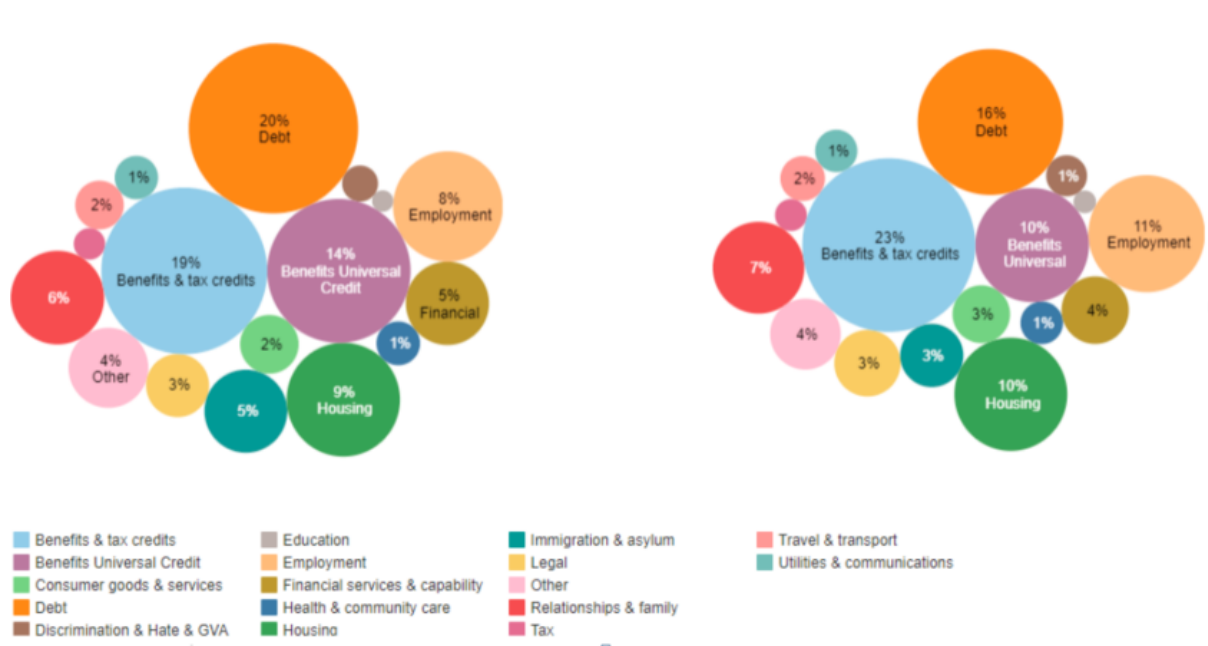 20%
Debt
1%
2%
8%
Employment
14%
Benefits Universal
Credit
19%
Benefits & tax credits
6%
5%
Financial
2%
1%
4%
Other
3%
5%
9%
Housing
16%
Debt
1%
2%
1%
10%
Benefits
Universal
11%
Employment
23%
Benefits & tax credits
7%
3%
1%
4%
4%
3%
3%
10%
Housing
Benefits & tax credits
Benefits Universal Credit
Consumer goods & services
Debt
Discrimination & Hate & GVA
Education
Employment
Financial services & capability
Health & community care
Housing
Immigration & asylum
Legal
Other
Relationships & family
Tax
Travel & transport
Utilities & communications